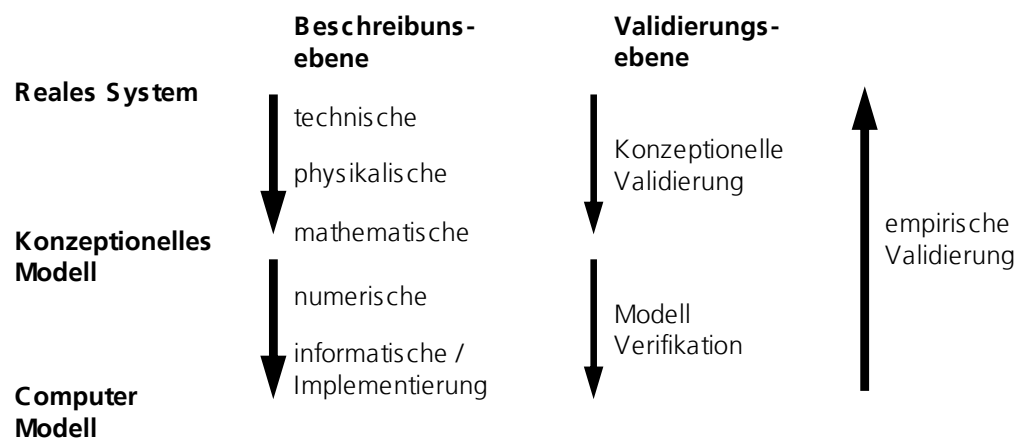 Beschreibuns-
ebene
Validierungs-
ebene
Reales System
technische
physikalische
Konzeptionelle
Validierung
empirische
Validierung
Konzeptionelles
Modell
mathematische
numerische
informatische /
Implementierung
Modell
Verifikation
Computer
Modell